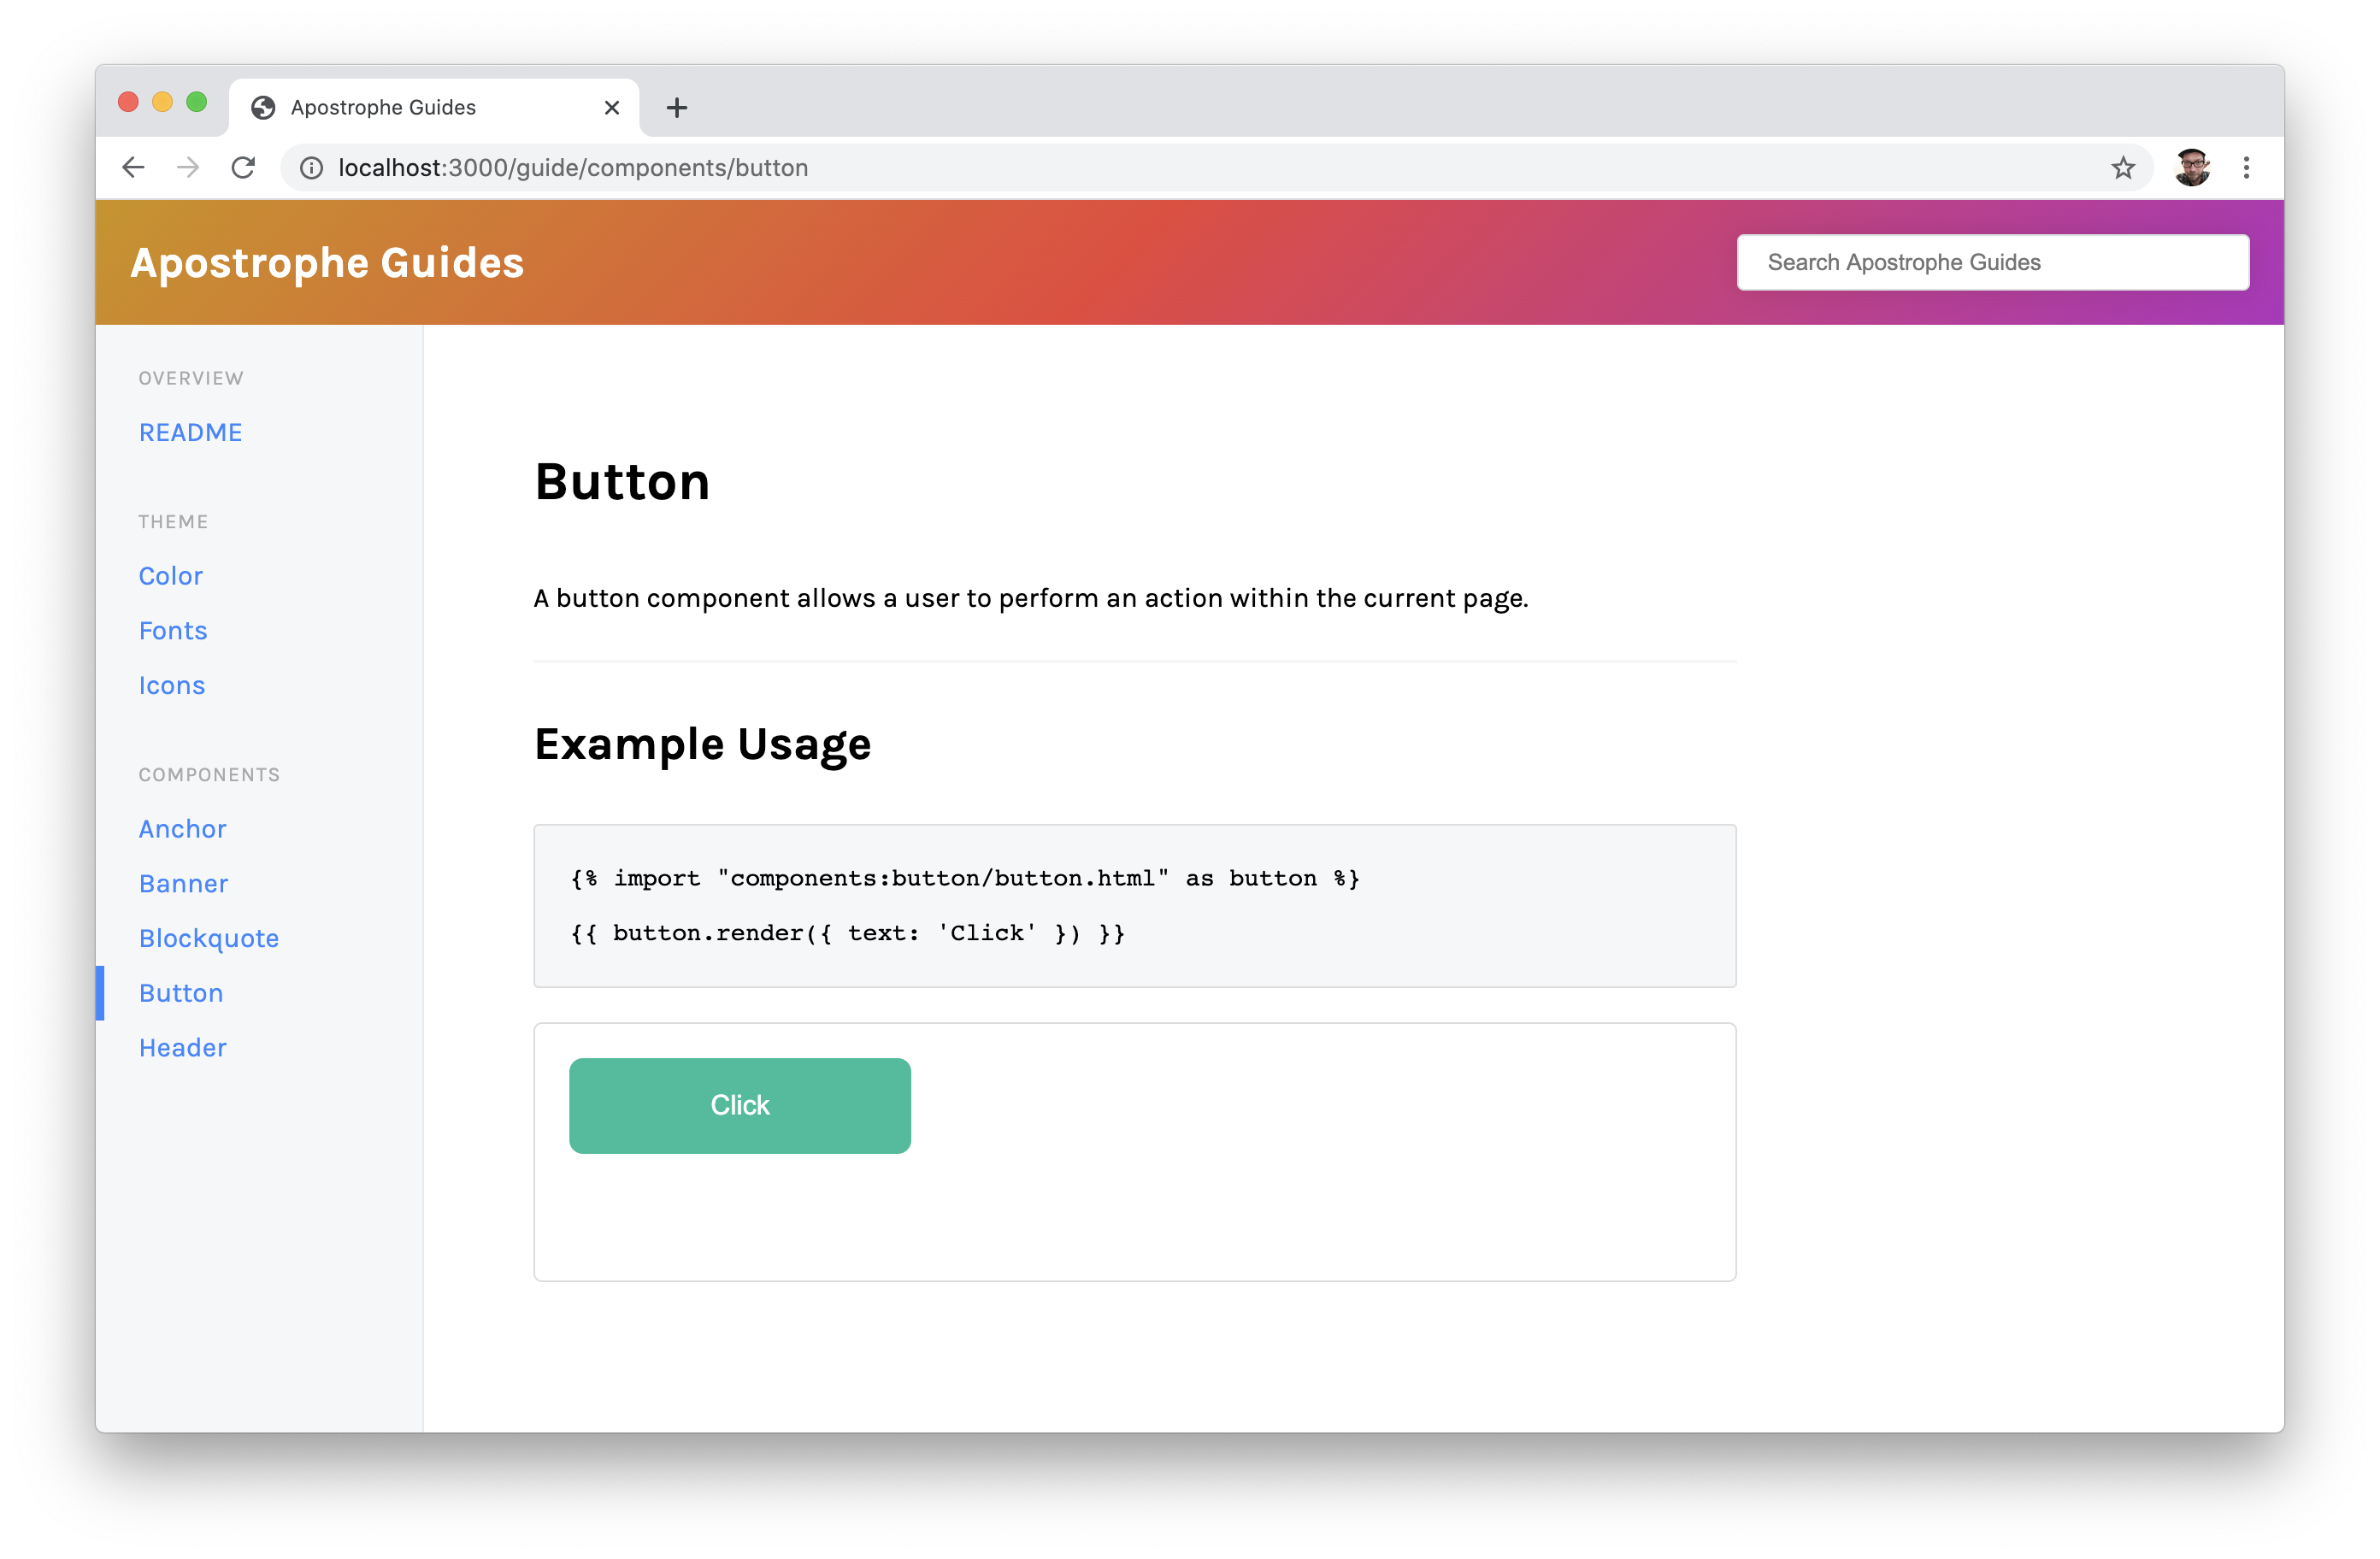 Apostrophe Guides
localhost:3000/guide/components/button
Apostrophe Guides
Search Apostrophe Guides
OVERVIEW
README
THEME
Color
Fonts
Icons
COMPONENTS
Anchor
Banner
Blockquote
Button
Header
Button
A button component allows a user to perform an action within the current page.
Example Usage
{% import "components:button/button.html" as button %}
{{ button.render({ text: 'Click' }) }}
Click